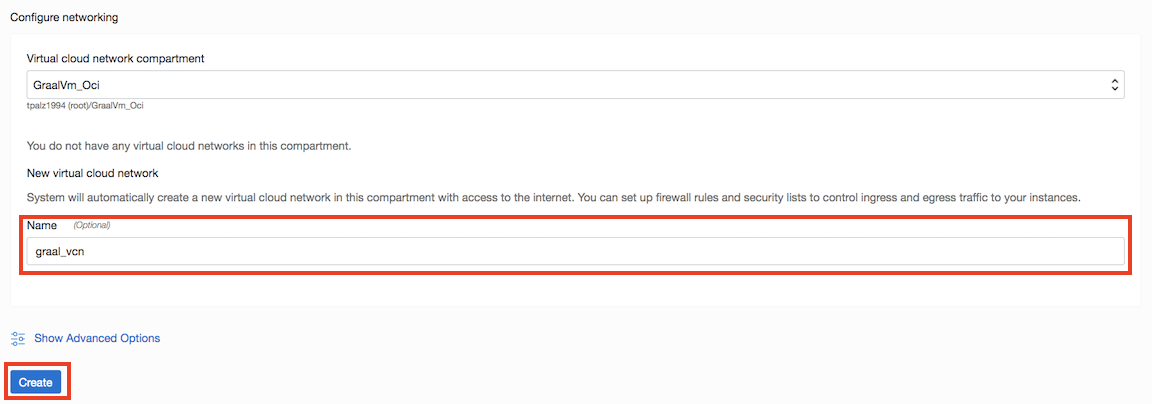 Configure networking
Virtual cloud network compartment
GraalVm_Oci
tpalz1994 (root)/GraalVm_Oci
You do not have any virtual cloud networks in this compartment.
New virtual cloud network
System will automatically create a new virtual cloud network in this compartment with access to the internet. You can set up firewall rules and security lists to control ingress and egress traffic to your instances.
Name (Optional)
graal_vcn
Show Advanced Options
Create